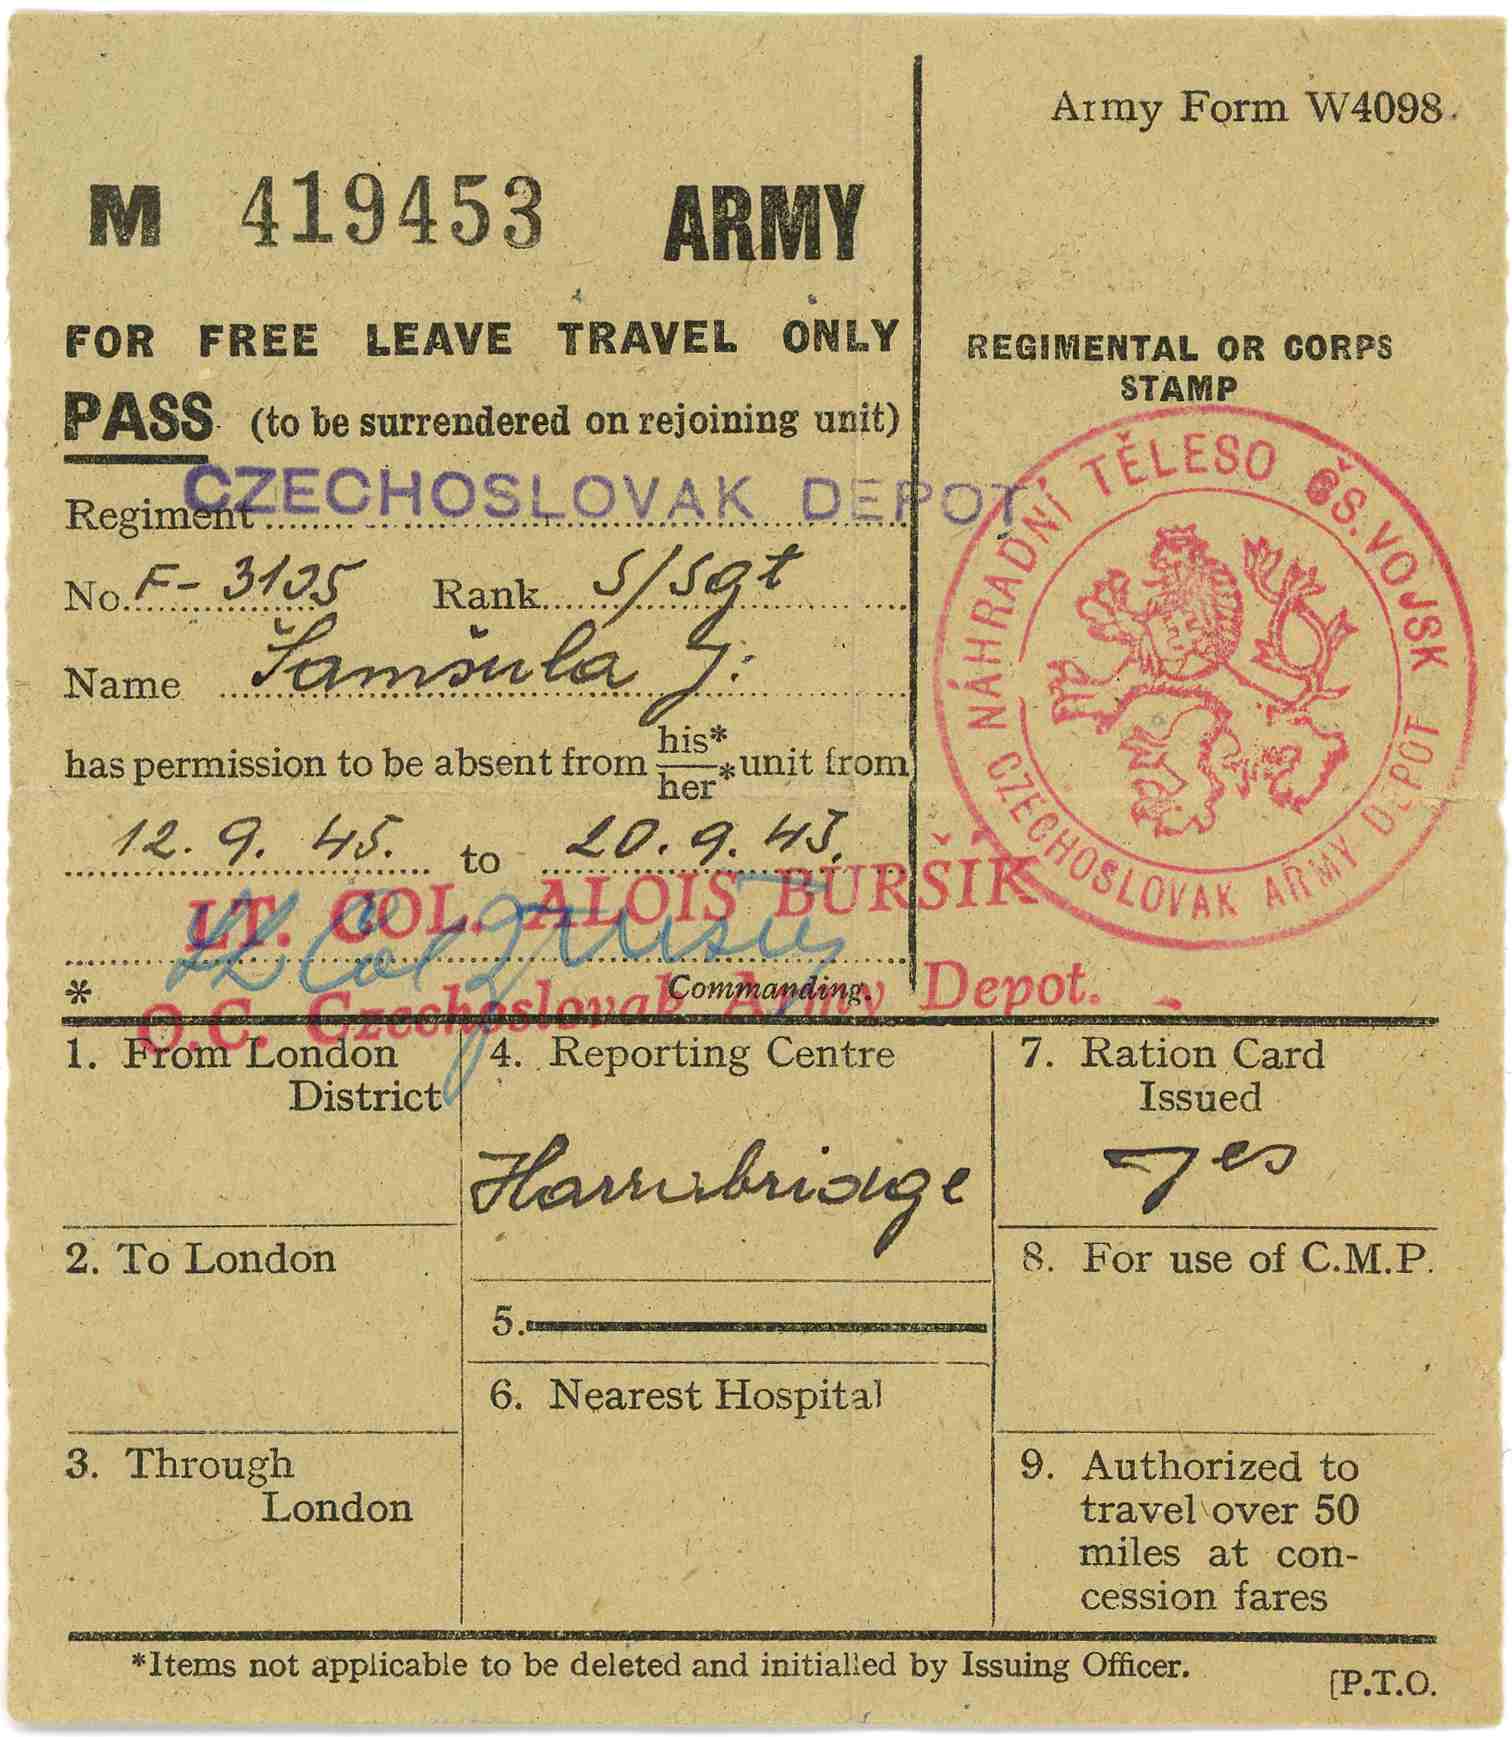 Army Form W4098.
M 419453 ARMY
FOR FREE LEAVE TRAVEL ONLY
PASS (to be surrendered on rejoining unit)
REGIMENTAL OR CORPS
STAMP
NÁHRADNÍ TĚLESO ČS. VOJSK
CZECHOSLOVAK ARMY DEPOT
Regiment CZECHOSLOVAK DEPOT
No. F-3105 Rank S/Sgt
Name Šamšula J.
has permission to be absent from his* her* unit from
12.9.45. to 20.9.45.
LT. COL. ALOIS BURŠÍK
* Commanding.
O.C. Czechoslovak Army Depot.
1. From London
District
4. Reporting Centre
7. Ration Card
Issued
yes
2. To London
8. For use of C.M.P.
5.
6. Nearest Hospital
3. Through
London
9. Authorized to
travel over 50
miles at con-
cession fares
*Items not applicable to be deleted and initialled by Issuing Officer.
[P.T.O.